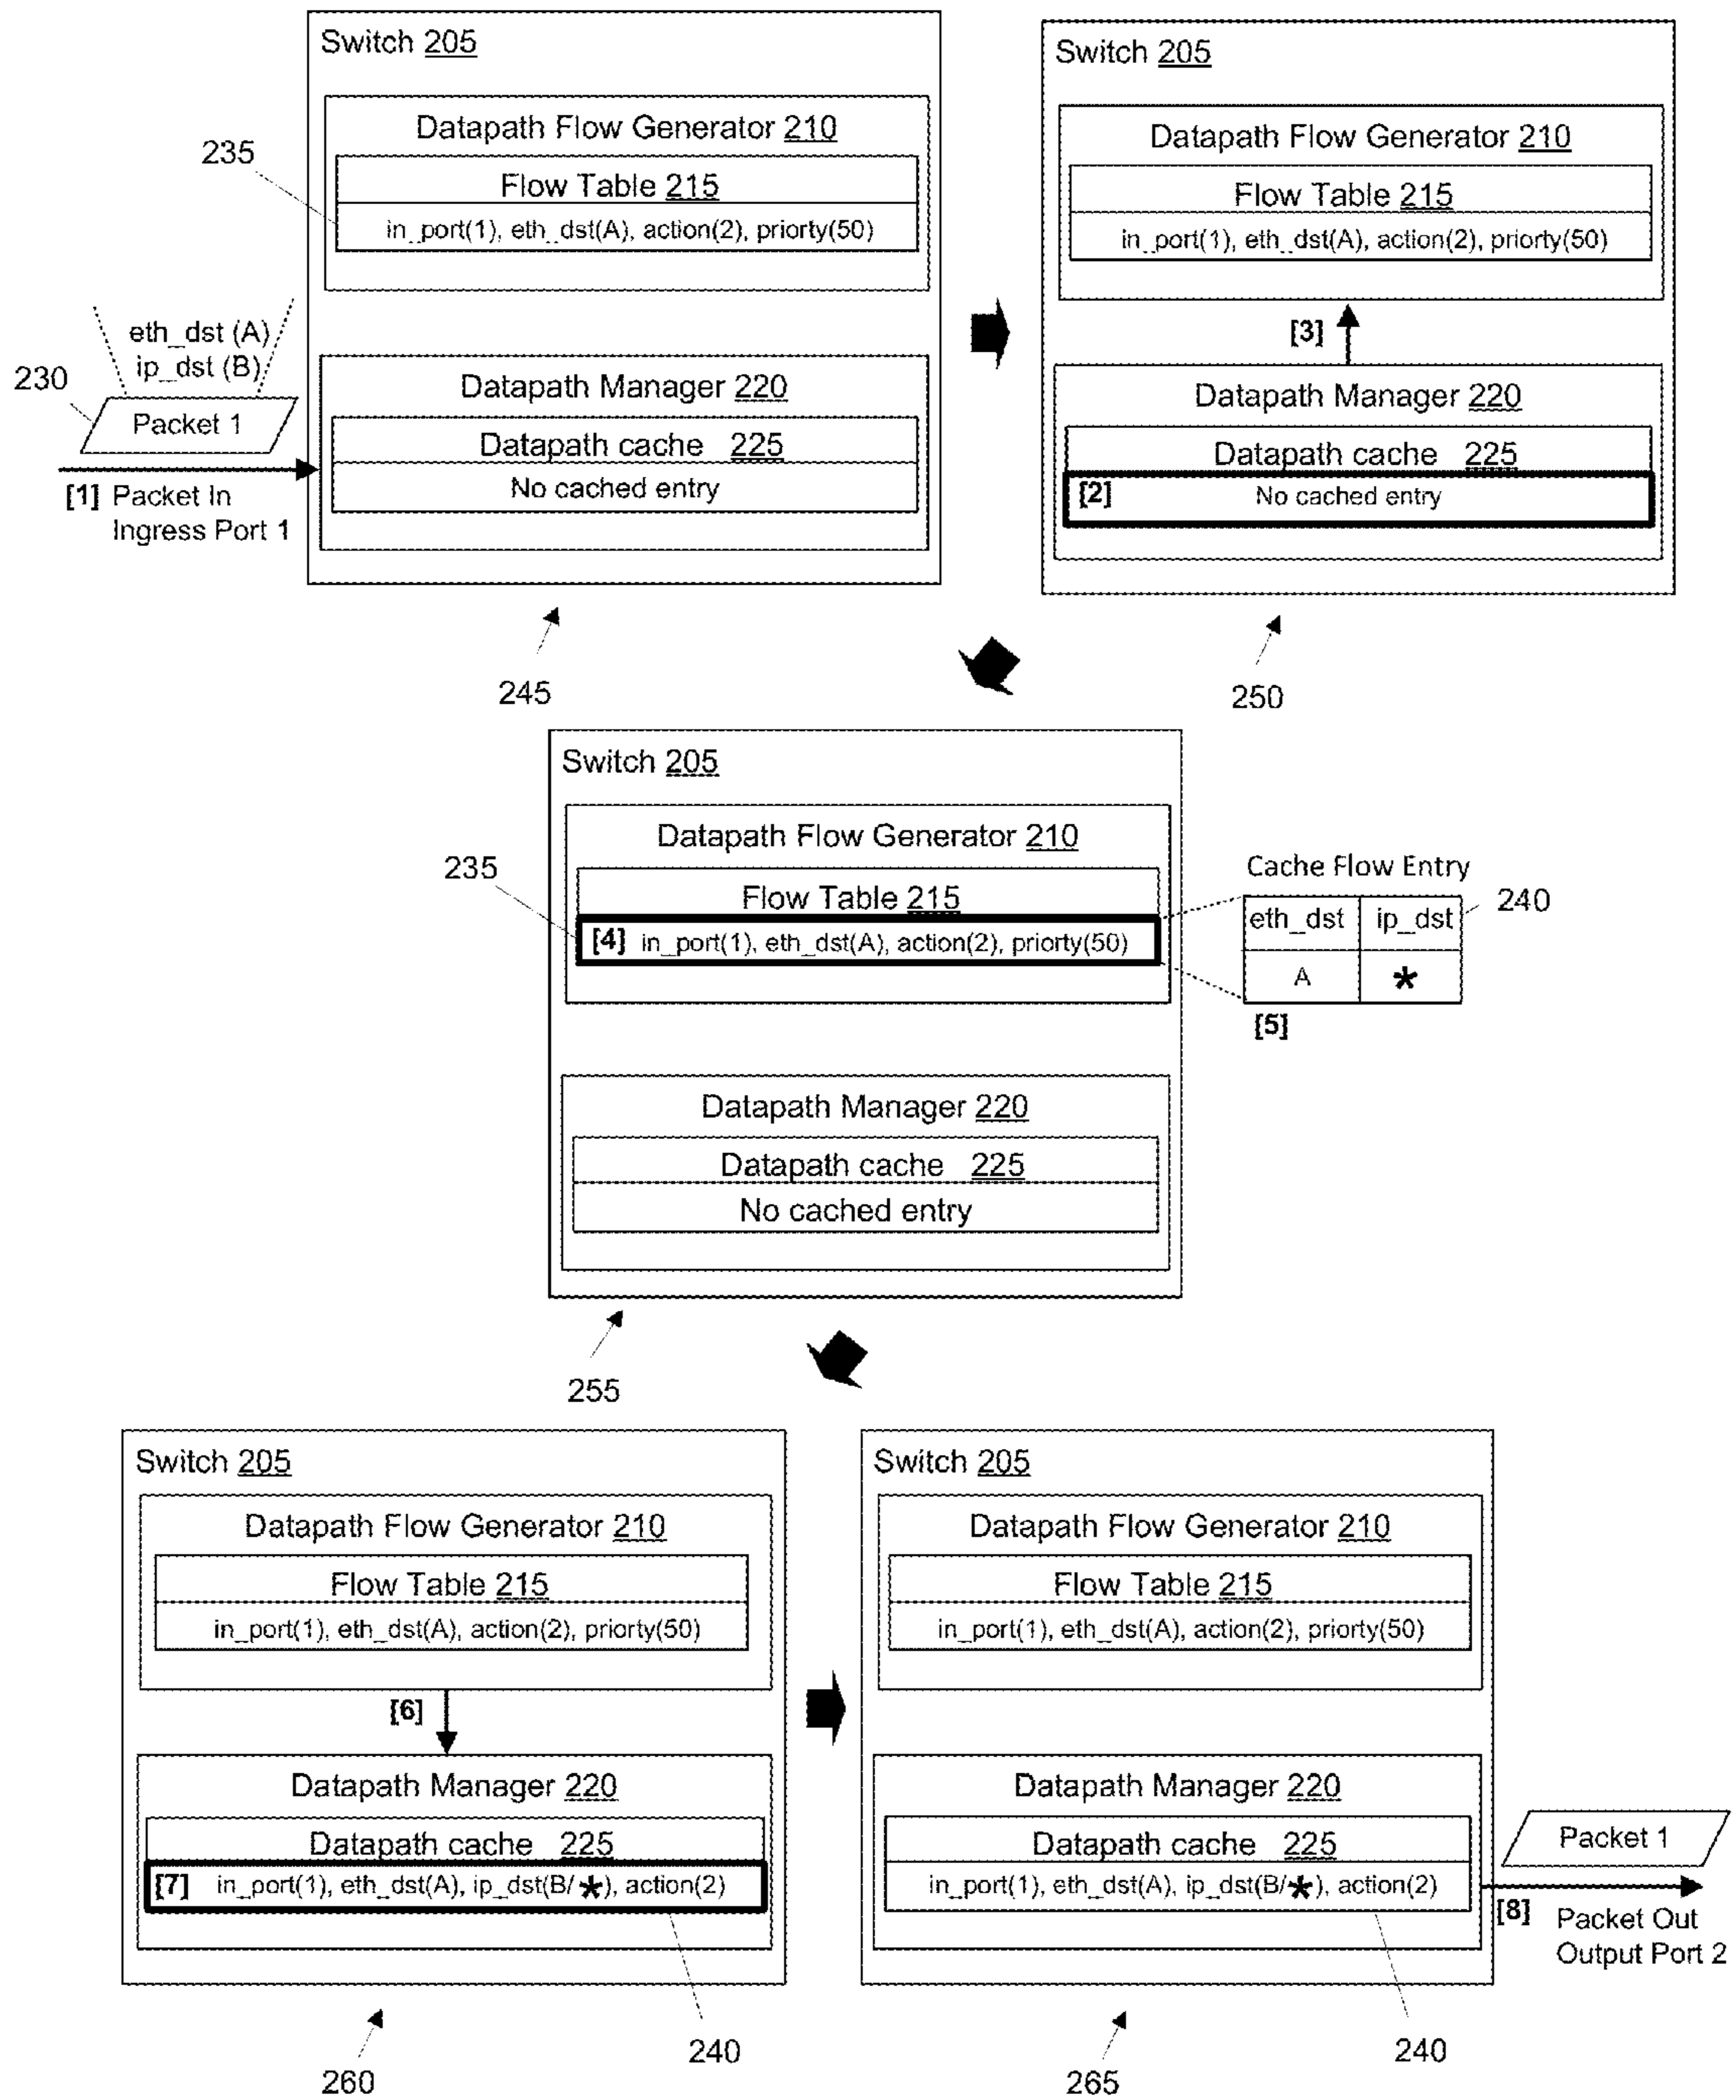 Switch 205
Datapath Flow Generator 210
235
Flow Table 215
in_port(1), eth_dst(A), action(2), priorty(50)
eth_dst (A)
ip_dst (B)
230
Packet 1
[1] Packet In
Ingress Port 1
Datapath Manager 220
Datapath cache 225
No cached entry
245
Switch 205
Datapath Flow Generator 210
Flow Table 215
in_port(1), eth_dst(A), action(2), priorty(50)
[3]
Datapath Manager 220
Datapath cache 225
[2] No cached entry
250
Switch 205
Datapath Flow Generator 210
235
Flow Table 215
[4] in_port(1), eth_dst(A), action(2), priorty(50)
Cache Flow Entry
240
eth_dst ip_dst
A *
[5]
Datapath Manager 220
Datapath cache 225
No cached entry
255
Switch 205
Datapath Flow Generator 210
Flow Table 215
in_port(1), eth_dst(A), action(2), priorty(50)
[6]
Datapath Manager 220
Datapath cache 225
[7] in_port(1), eth_dst(A), ip_dst(B/*), action(2)
240
260
Switch 205
Datapath Flow Generator 210
Flow Table 215
in_port(1), eth_dst(A), action(2), priorty(50)
Datapath Manager 220
Datapath cache 225
in_port(1), eth_dst(A), ip_dst(B/*), action(2)
Packet 1
[8] Packet Out
Output Port 2
240
265